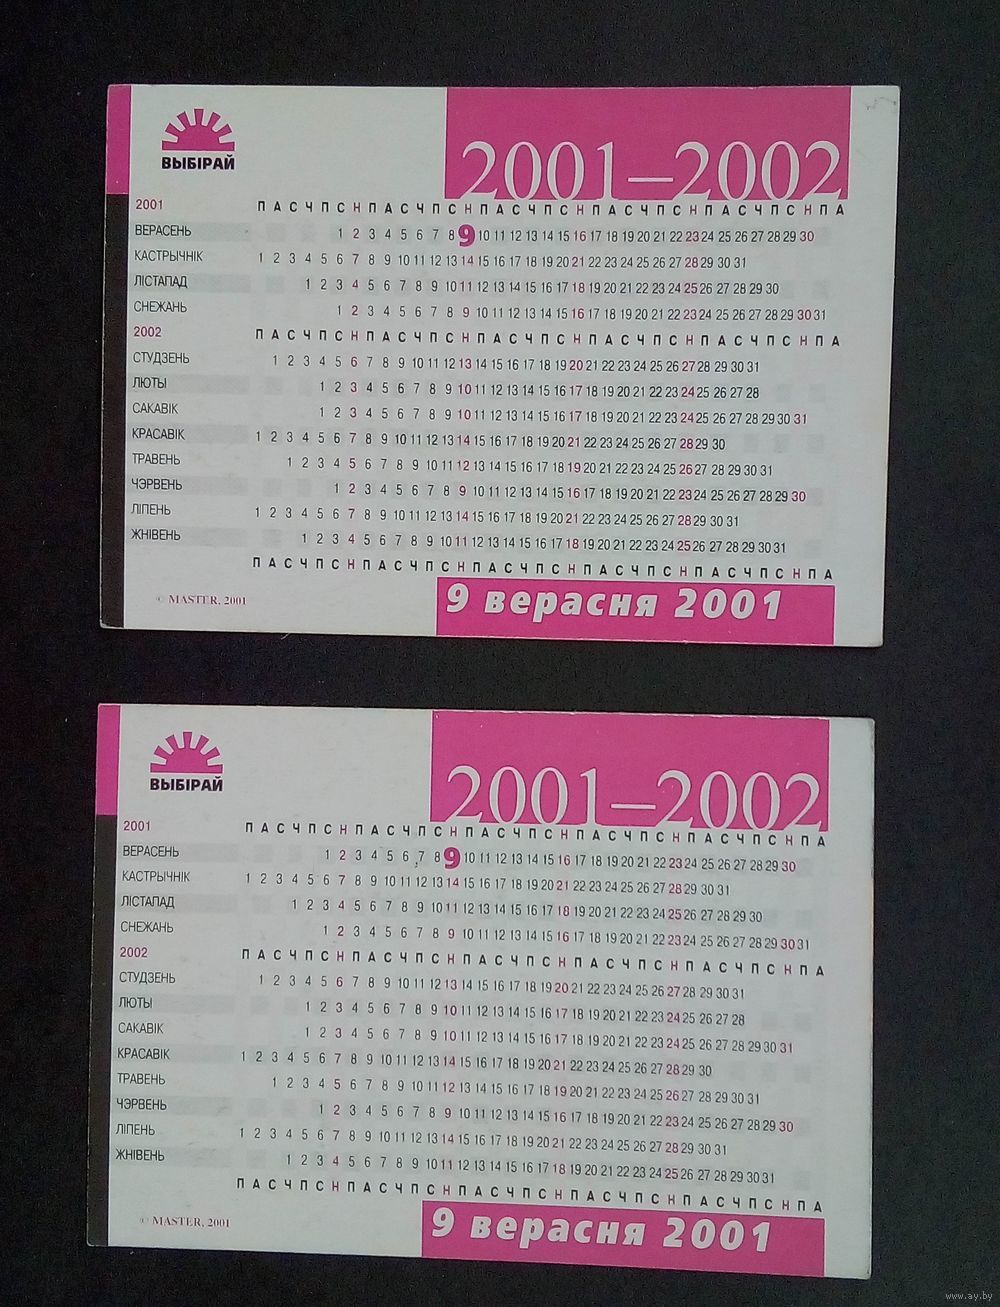 ВЫБІРАЙ
2001–2002
2001 П А С Ч П С Н П А С Ч П С Н П А С Ч П С Н П А С Ч П С Н П А С Ч П С Н П А
ВЕРАСЕНЬ 1 2 3 4 5 6 7 8 9 10 11 12 13 14 15 16 17 18 19 20 21 22 23 24 25 26 27 28 29 30
КАСТРЫЧНІК 1 2 3 4 5 6 7 8 9 10 11 12 13 14 15 16 17 18 19 20 21 22 23 24 25 26 27 28 29 30 31
ЛІСТАПАД 1 2 3 4 5 6 7 8 9 10 11 12 13 14 15 16 17 18 19 20 21 22 23 24 25 26 27 28 29 30
СНЕЖАНЬ 1 2 3 4 5 6 7 8 9 10 11 12 13 14 15 16 17 18 19 20 21 22 23 24 25 26 27 28 29 30 31
2002 П А С Ч П С Н П А С Ч П С Н П А С Ч П С Н П А С Ч П С Н П А С Ч П С Н П А
СТУДЗЕНЬ 1 2 3 4 5 6 7 8 9 10 11 12 13 14 15 16 17 18 19 20 21 22 23 24 25 26 27 28 29 30 31
ЛЮТЫ 1 2 3 4 5 6 7 8 9 10 11 12 13 14 15 16 17 18 19 20 21 22 23 24 25 26 27 28
САКАВІК 1 2 3 4 5 6 7 8 9 10 11 12 13 14 15 16 17 18 19 20 21 22 23 24 25 26 27 28 29 30 31
КРАСАВІК 1 2 3 4 5 6 7 8 9 10 11 12 13 14 15 16 17 18 19 20 21 22 23 24 25 26 27 28 29 30
ТРАВЕНЬ 1 2 3 4 5 6 7 8 9 10 11 12 13 14 15 16 17 18 19 20 21 22 23 24 25 26 27 28 29 30 31
ЧЭРВЕНЬ 1 2 3 4 5 6 7 8 9 10 11 12 13 14 15 16 17 18 19 20 21 22 23 24 25 26 27 28 29 30
ЛІПЕНЬ 1 2 3 4 5 6 7 8 9 10 11 12 13 14 15 16 17 18 19 20 21 22 23 24 25 26 27 28 29 30 31
ЖНІВЕНЬ 1 2 3 4 5 6 7 8 9 10 11 12 13 14 15 16 17 18 19 20 21 22 23 24 25 26 27 28 29 30 31
П А С Ч П С Н П А С Ч П С Н П А С Ч П С Н П А С Ч П С Н П А С Ч П С Н П А
© MASTER, 2001
9 верасня 2001
ВЫБІРАЙ
2001–2002
2001 П А С Ч П С Н П А С Ч П С Н П А С Ч П С Н П А С Ч П С Н П А С Ч П С Н П А
ВЕРАСЕНЬ 1 2 3 4 5 6 7 8 9 10 11 12 13 14 15 16 17 18 19 20 21 22 23 24 25 26 27 28 29 30
КАСТРЫЧНІК 1 2 3 4 5 6 7 8 9 10 11 12 13 14 15 16 17 18 19 20 21 22 23 24 25 26 27 28 29 30 31
ЛІСТАПАД 1 2 3 4 5 6 7 8 9 10 11 12 13 14 15 16 17 18 19 20 21 22 23 24 25 26 27 28 29 30
СНЕЖАНЬ 1 2 3 4 5 6 7 8 9 10 11 12 13 14 15 16 17 18 19 20 21 22 23 24 25 26 27 28 29 30 31
2002 П А С Ч П С Н П А С Ч П С Н П А С Ч П С Н П А С Ч П С Н П А С Ч П С Н П А
СТУДЗЕНЬ 1 2 3 4 5 6 7 8 9 10 11 12 13 14 15 16 17 18 19 20 21 22 23 24 25 26 27 28 29 30 31
ЛЮТЫ 1 2 3 4 5 6 7 8 9 10 11 12 13 14 15 16 17 18 19 20 21 22 23 24 25 26 27 28
САКАВІК 1 2 3 4 5 6 7 8 9 10 11 12 13 14 15 16 17 18 19 20 21 22 23 24 25 26 27 28 29 30 31
КРАСАВІК 1 2 3 4 5 6 7 8 9 10 11 12 13 14 15 16 17 18 19 20 21 22 23 24 25 26 27 28 29 30
ТРАВЕНЬ 1 2 3 4 5 6 7 8 9 10 11 12 13 14 15 16 17 18 19 20 21 22 23 24 25 26 27 28 29 30 31
ЧЭРВЕНЬ 1 2 3 4 5 6 7 8 9 10 11 12 13 14 15 16 17 18 19 20 21 22 23 24 25 26 27 28 29 30
ЛІПЕНЬ 1 2 3 4 5 6 7 8 9 10 11 12 13 14 15 16 17 18 19 20 21 22 23 24 25 26 27 28 29 30 31
ЖНІВЕНЬ 1 2 3 4 5 6 7 8 9 10 11 12 13 14 15 16 17 18 19 20 21 22 23 24 25 26 27 28 29 30 31
П А С Ч П С Н П А С Ч П С Н П А С Ч П С Н П А С Ч П С Н П А С Ч П С Н П А
© MASTER, 2001
9 верасня 2001
www.ay.by